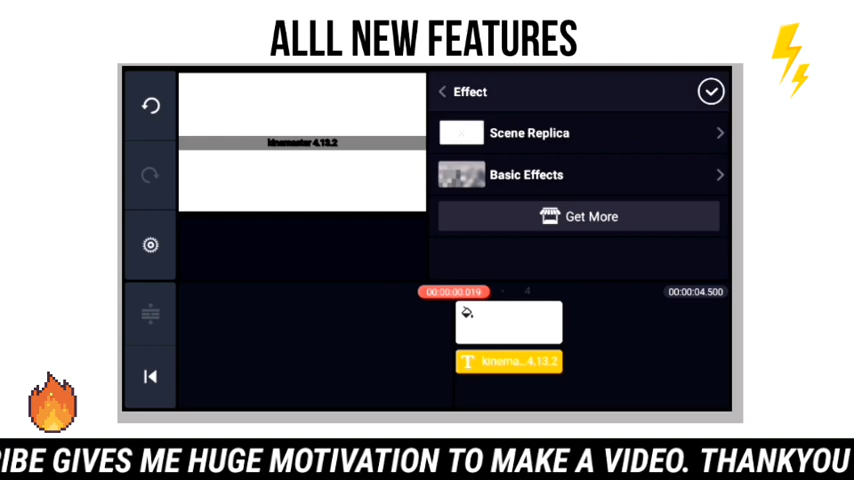 ALLL NEW FEATURES
Effect
kinemaster 4.13.2
Scene Replica
Basic Effects
Get More
00:00:00.019
4
00:00:04.500
kinema...4.13.2
IBE GIVES ME HUGE MOTIVATION TO MAKE A VIDEO. THANKYOU